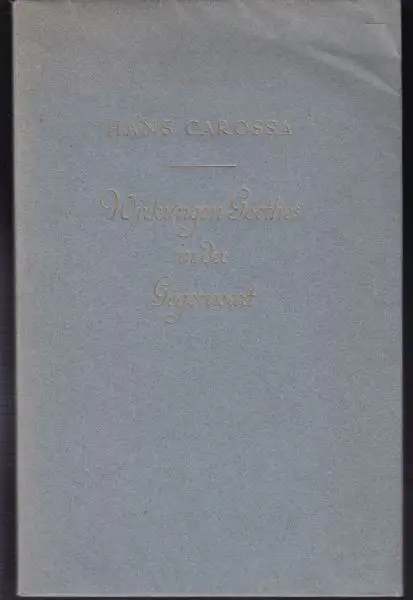 HANS CAROSSA
Wirkungen Goethes
in der
Gegenwart